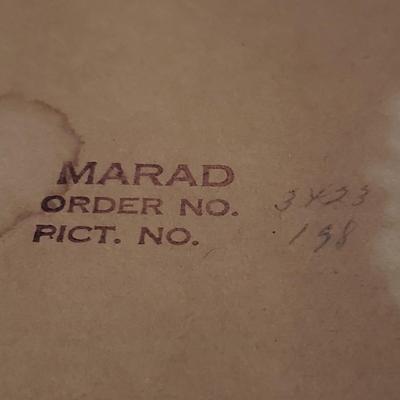 MARAD
ORDER NO. 3423
PICT. NO. 198